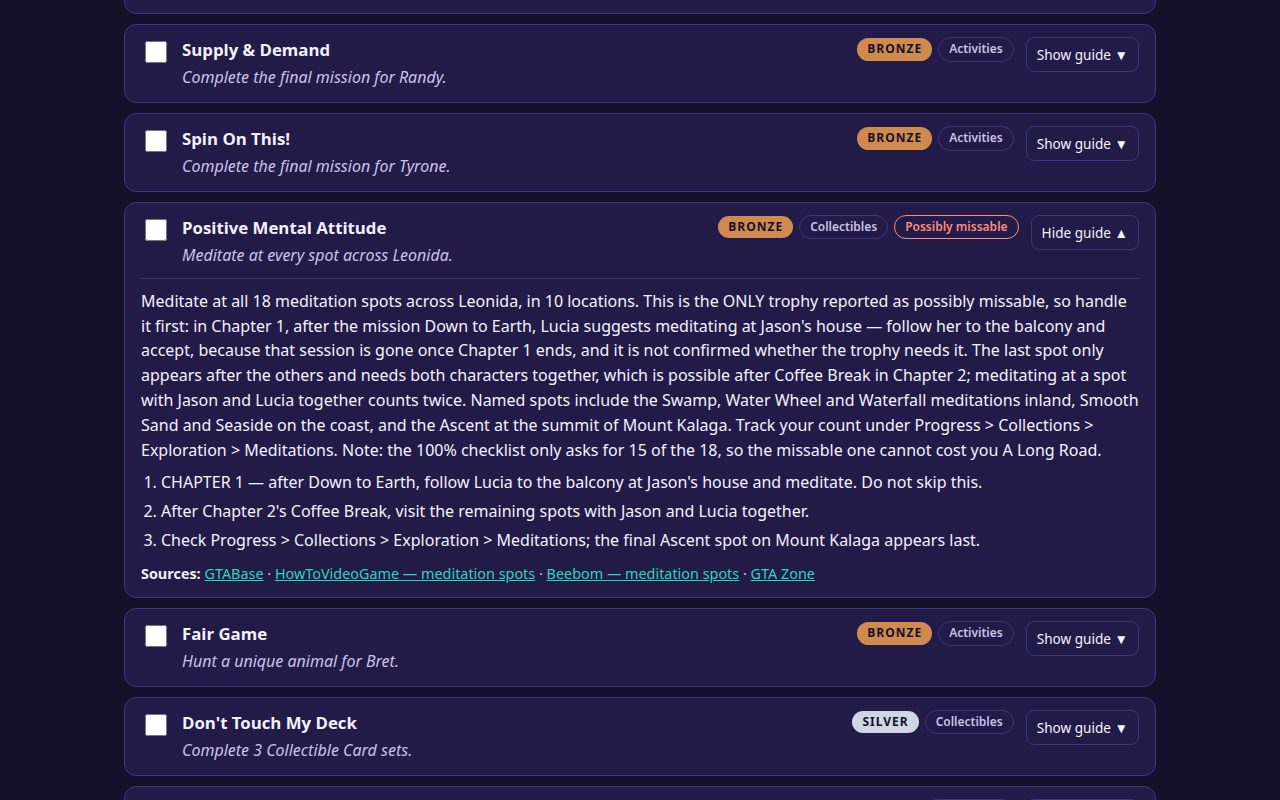 Supply & Demand
BRONZE
Activities
Show guide ▼
Complete the final mission for Randy.
Spin On This!
BRONZE
Activities
Show guide ▼
Complete the final mission for Tyrone.
Positive Mental Attitude
BRONZE
Collectibles
Possibly missable
Hide guide ▲
Meditate at every spot across Leonida.
Meditate at all 18 meditation spots across Leonida, in 10 locations. This is the ONLY trophy reported as possibly missable, so handle
it first: in Chapter 1, after the mission Down to Earth, Lucia suggests meditating at Jason's house — follow her to the balcony and
accept, because that session is gone once Chapter 1 ends, and it is not confirmed whether the trophy needs it. The last spot only
appears after the others and needs both characters together, which is possible after Coffee Break in Chapter 2; meditating at a spot
with Jason and Lucia together counts twice. Named spots include the Swamp, Water Wheel and Waterfall meditations inland, Smooth
Sand and Seaside on the coast, and the Ascent at the summit of Mount Kalaga. Track your count under Progress > Collections >
Exploration > Meditations. Note: the 100% checklist only asks for 15 of the 18, so the missable one cannot cost you A Long Road.
1. CHAPTER 1 — after Down to Earth, follow Lucia to the balcony at Jason's house and meditate. Do not skip this.
2. After Chapter 2's Coffee Break, visit the remaining spots with Jason and Lucia together.
3. Check Progress > Collections > Exploration > Meditations; the final Ascent spot on Mount Kalaga appears last.
Sources: GTABase · HowToVideoGame — meditation spots · Beebom — meditation spots · GTA Zone
Fair Game
BRONZE
Activities
Show guide ▼
Hunt a unique animal for Bret.
Don't Touch My Deck
SILVER
Collectibles
Show guide ▼
Complete 3 Collectible Card sets.